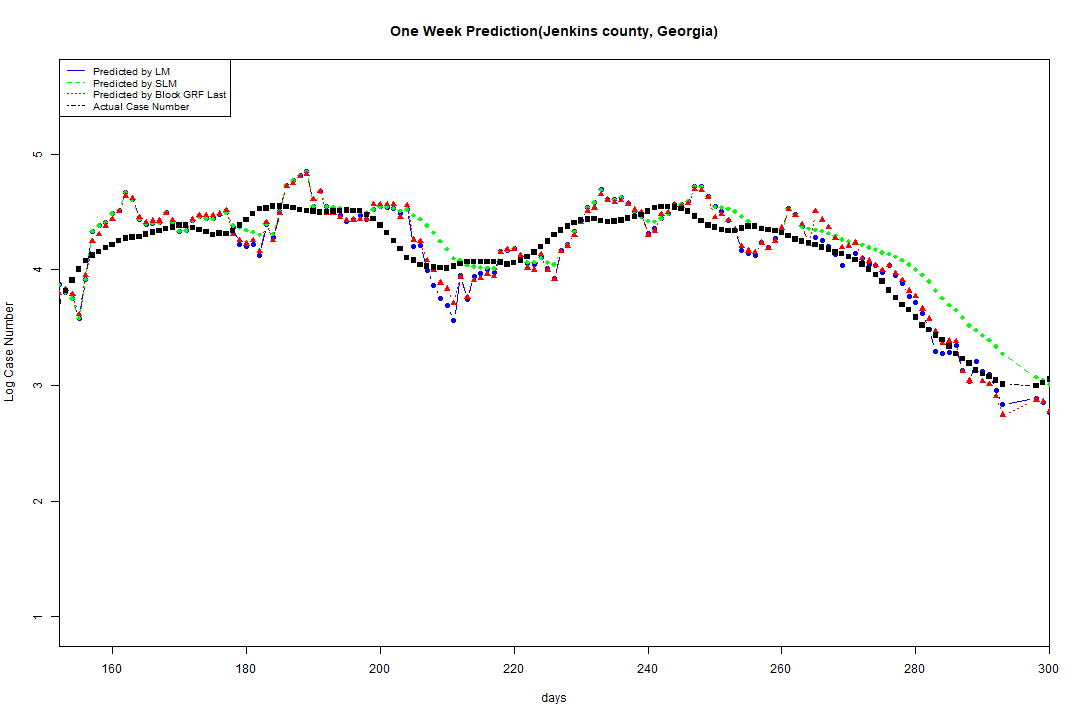 One Week Prediction(Jenkins county, Georgia)
Predicted by LM
Predicted by SLM
Predicted by Block GRF Last
Actual Case Number
5
4
3
2
1
Log Case Number
160 180 200 220 240 260 280 300
days